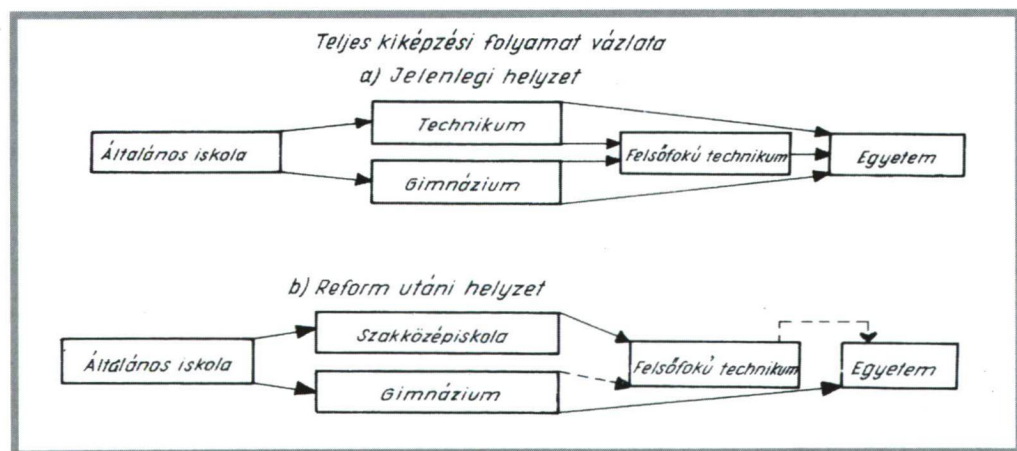 Teljes kiképzési folyamat vázlata
a) Jelenlegi helyzet
Általános iskola
Technikum
Gimnázium
Felsőfokú technikum
Egyetem
b) Reform utáni helyzet
Általános iskola
Szakközépiskola
Gimnázium
Felsőfokú technikum
Egyetem